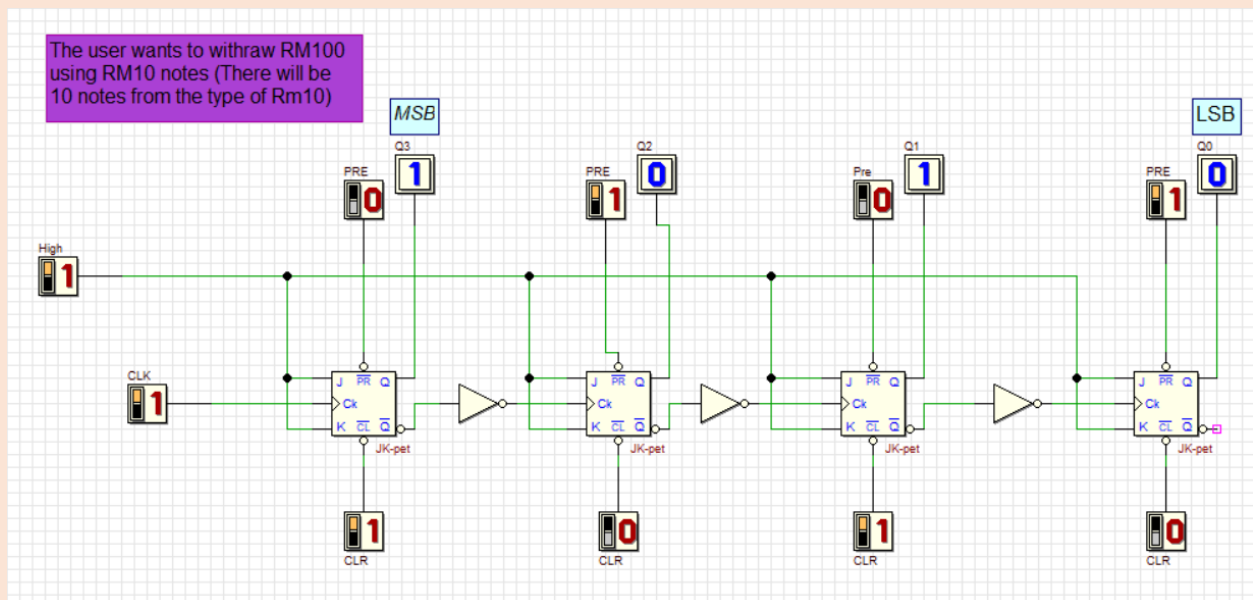 The user wants to withraw RM100
using RM10 notes (There will be
10 notes from the type of Rm10)
MSB
LSB
Q3
Q2
Q1
Q0
1
0
1
0
PRE
PRE
Pre
PRE
0
1
0
1
High
1
CLK
1
J PR Q
J PR Q
J PR Q
J PR Q
Ck
Ck
Ck
Ck
K CL Q
K CL Q
K CL Q
K CL Q
JK-pet
JK-pet
JK-pet
JK-pet
1
0
1
0
CLR
CLR
CLR
CLR